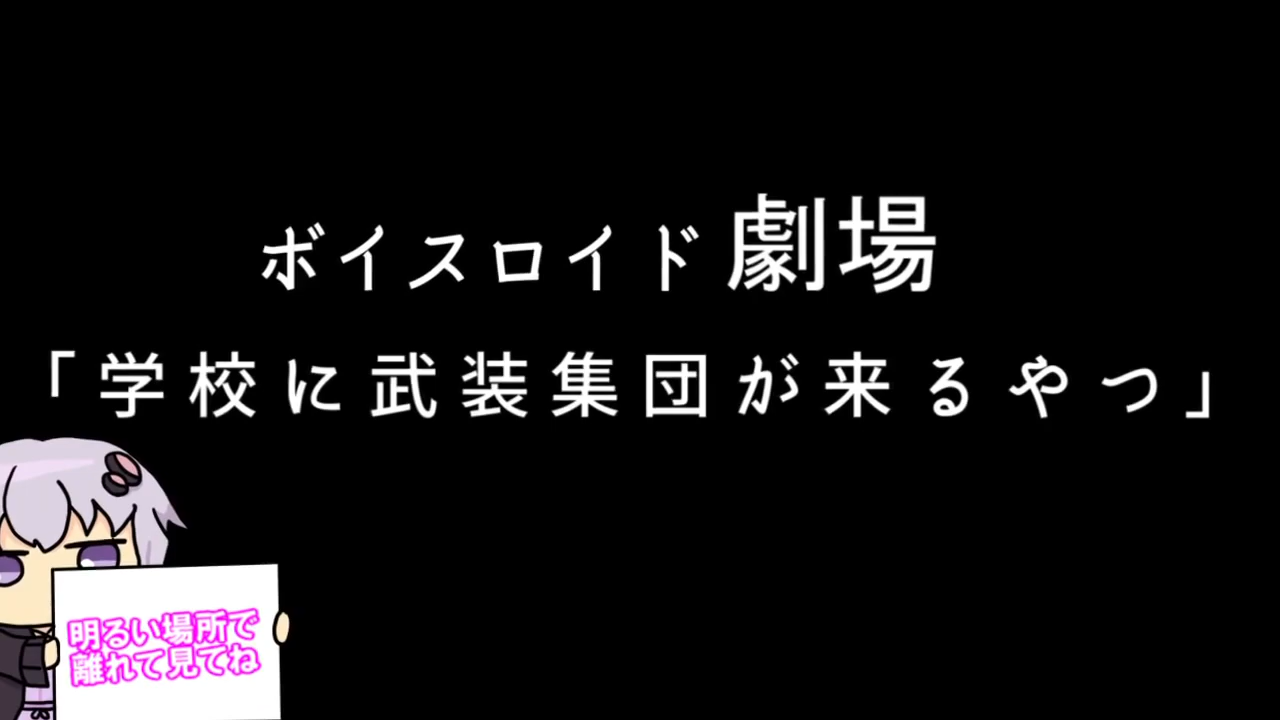 ボイスロイド劇場
「学校に武装集団が来るやつ」
明るい場所で
離れて見てね